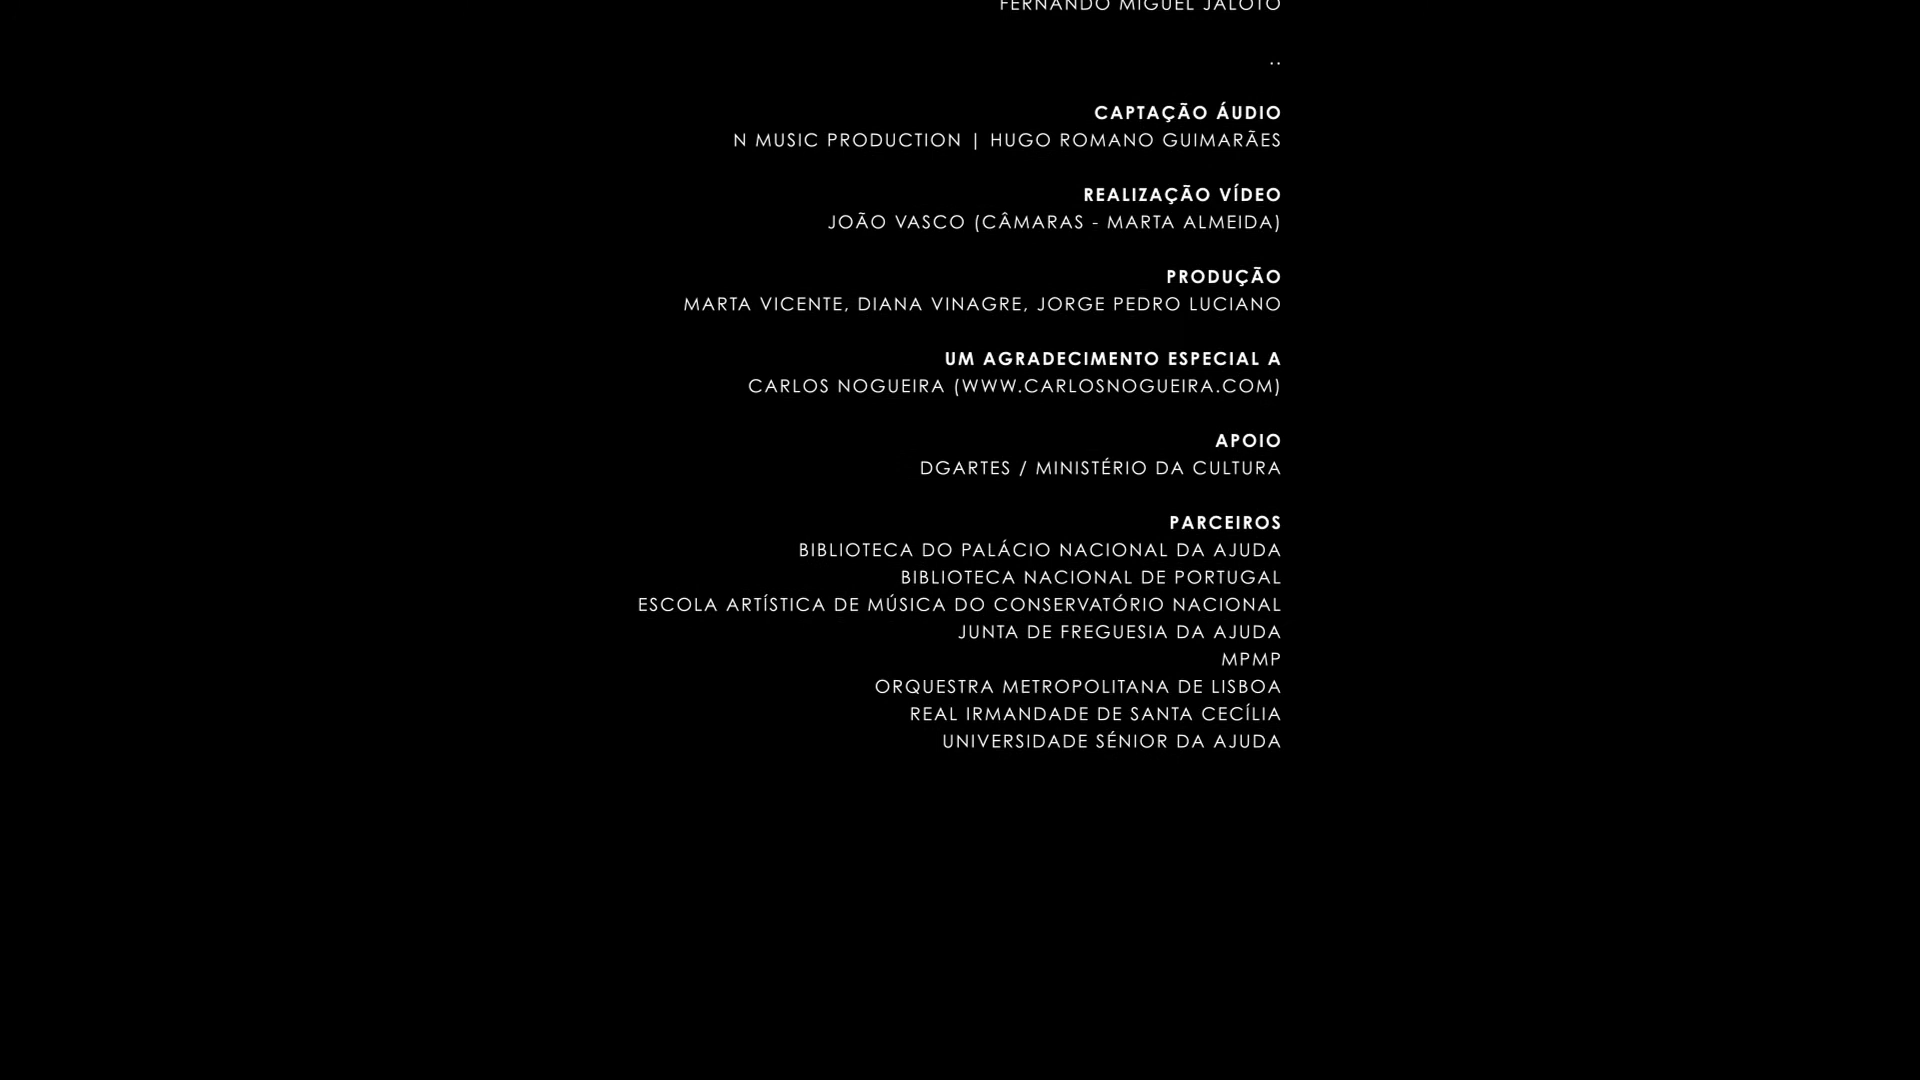 FERNANDO MIGUEL JALOTO
..
CAPTAÇÃO ÁUDIO
N MUSIC PRODUCTION | HUGO ROMANO GUIMARÃES
REALIZAÇÃO VÍDEO
JOÃO VASCO (CÂMARAS - MARTA ALMEIDA)
PRODUÇÃO
MARTA VICENTE, DIANA VINAGRE, JORGE PEDRO LUCIANO
UM AGRADECIMENTO ESPECIAL A
CARLOS NOGUEIRA (WWW.CARLOSNOGUEIRA.COM)
APOIO
DGARTES / MINISTÉRIO DA CULTURA
PARCEIROS
BIBLIOTECA DO PALÁCIO NACIONAL DA AJUDA
BIBLIOTECA NACIONAL DE PORTUGAL
ESCOLA ARTÍSTICA DE MÚSICA DO CONSERVATÓRIO NACIONAL
JUNTA DE FREGUESIA DA AJUDA
MPMP
ORQUESTRA METROPOLITANA DE LISBOA
REAL IRMANDADE DE SANTA CECÍLIA
UNIVERSIDADE SÉNIOR DA AJUDA